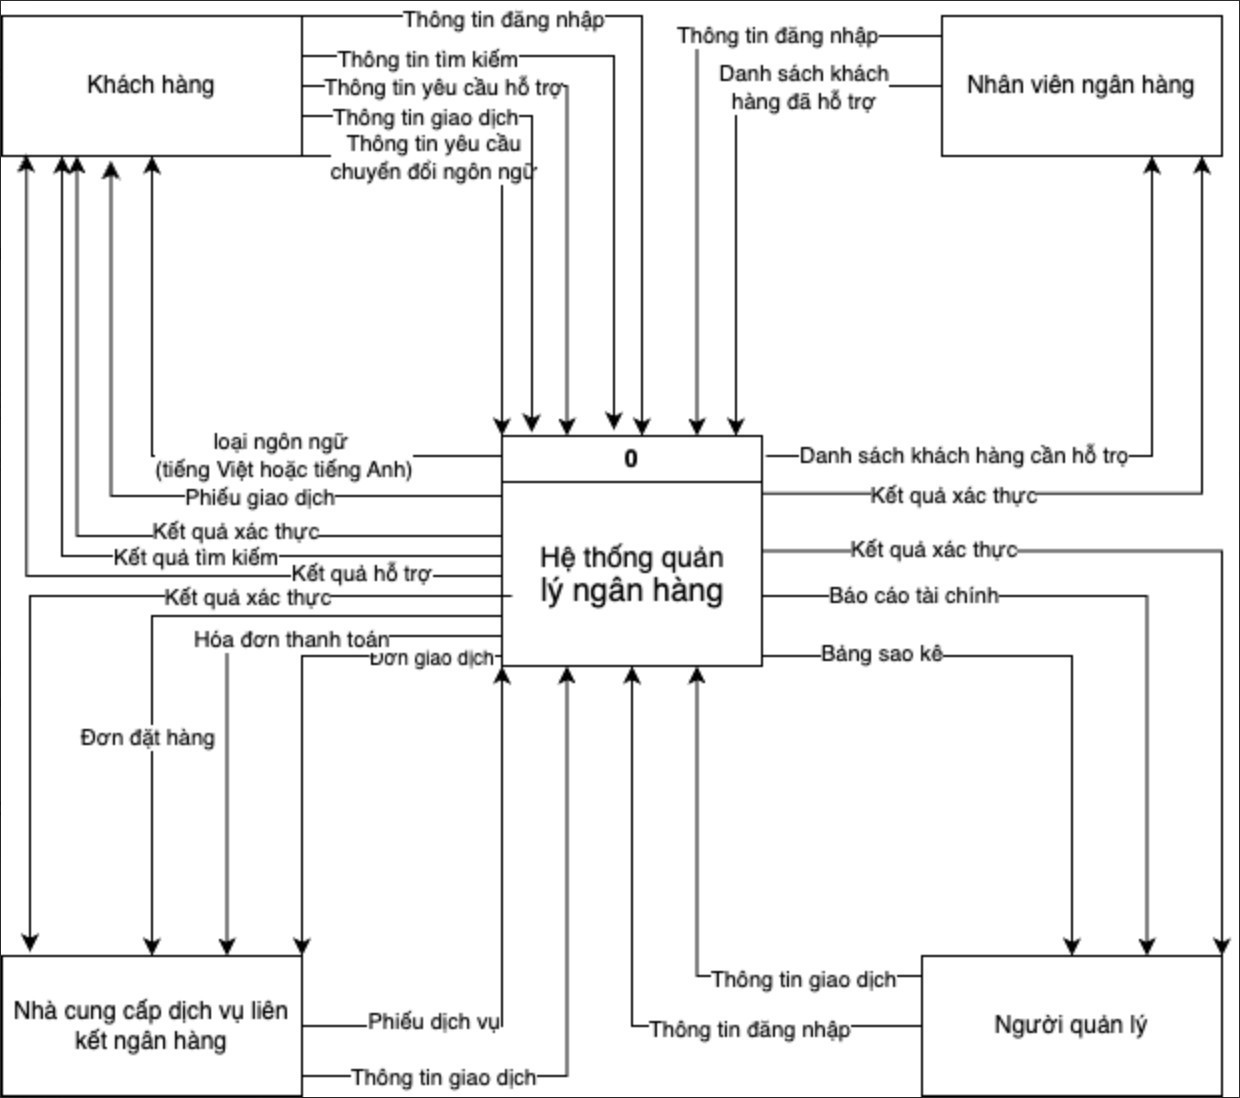 Thông tin đăng nhập
Thông tin tìm kiếm
Khách hàng
Thông tin yêu cầu hỗ trợ
Thông tin giao dịch
Thông tin yêu cầu
chuyển đổi ngôn ngữ
Thông tin đăng nhập
Danh sách khách
hàng đã hỗ trợ
Nhân viên ngân hàng
loại ngôn ngữ
(tiếng Việt hoặc tiếng Anh)
Phiếu giao dịch
Kết quả xác thực
Kết quả tìm kiếm
Kết quả hỗ trợ
Kết quả xác thực
Hóa đơn thanh toán
Đơn giao dịch
Đơn đặt hàng
0
Hệ thống quản
lý ngân hàng
Danh sách khách hàng cần hỗ trợ
Kết quả xác thực
Kết quả xác thực
Báo cáo tài chính
Bảng sao kê
Nhà cung cấp dịch vụ liên
kết ngân hàng
Phiếu dịch vụ
Thông tin giao dịch
Thông tin giao dịch
Thông tin đăng nhập
Người quản lý